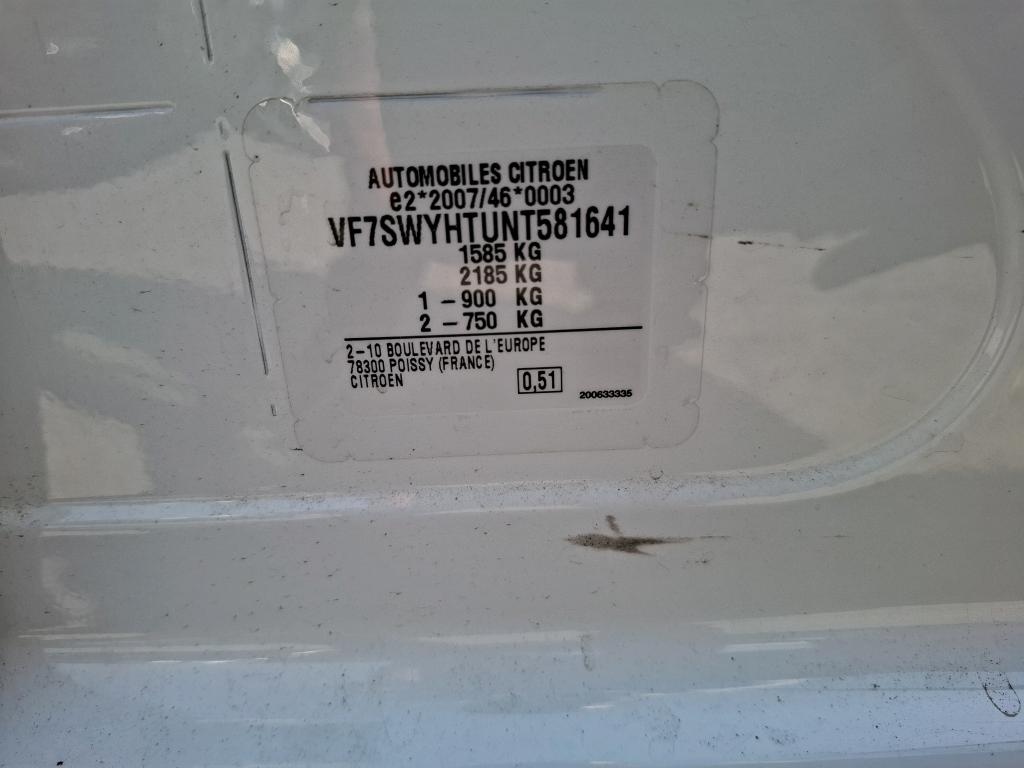 AUTOMOBILES CITROEN
e2*2007/46*0003
VF7SWYHTUNT581641
1585 KG
2185 KG
1 - 900 KG
2 - 750 KG
2-10 BOULEVARD DE L'EUROPE
78300 POISSY (FRANCE)
CITROEN
0,51
200633335